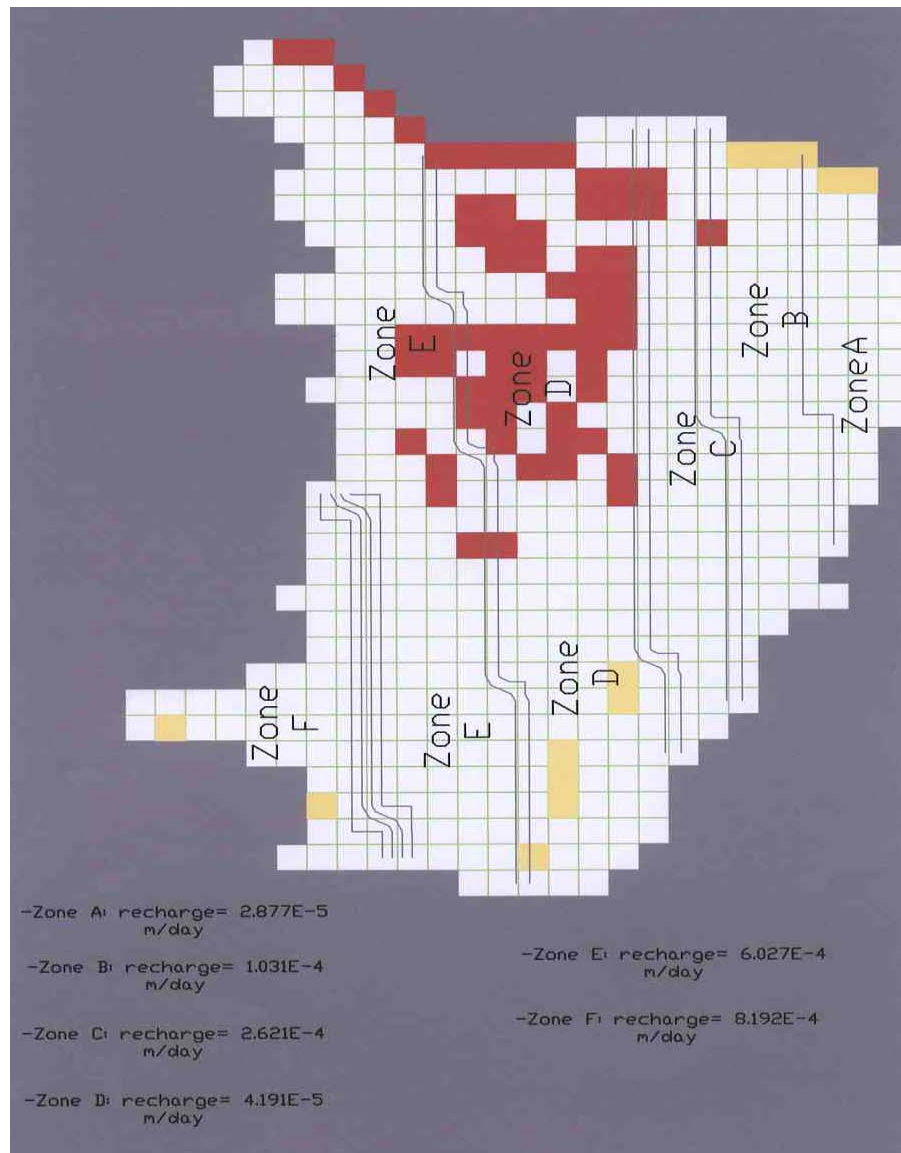 Zone
E
Zone
D
Zone
B
Zone A
Zone
C
Zone
D
Zone
F
Zone
E
-Zone A: recharge= 2.877E-5
m/day
-Zone B: recharge= 1.031E-4
m/day
-Zone C: recharge= 2.621E-4
m/day
-Zone D: recharge= 4.191E-5
m/day
-Zone E: recharge= 6.027E-4
m/day
-Zone F: recharge= 8.192E-4
m/day